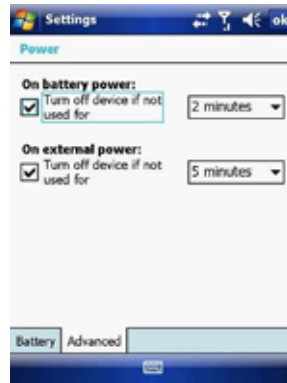 Settings
ok
Power
On battery power:
Turn off device if not
used for
2 minutes
On external power:
Turn off device if not
used for
5 minutes
Battery Advanced